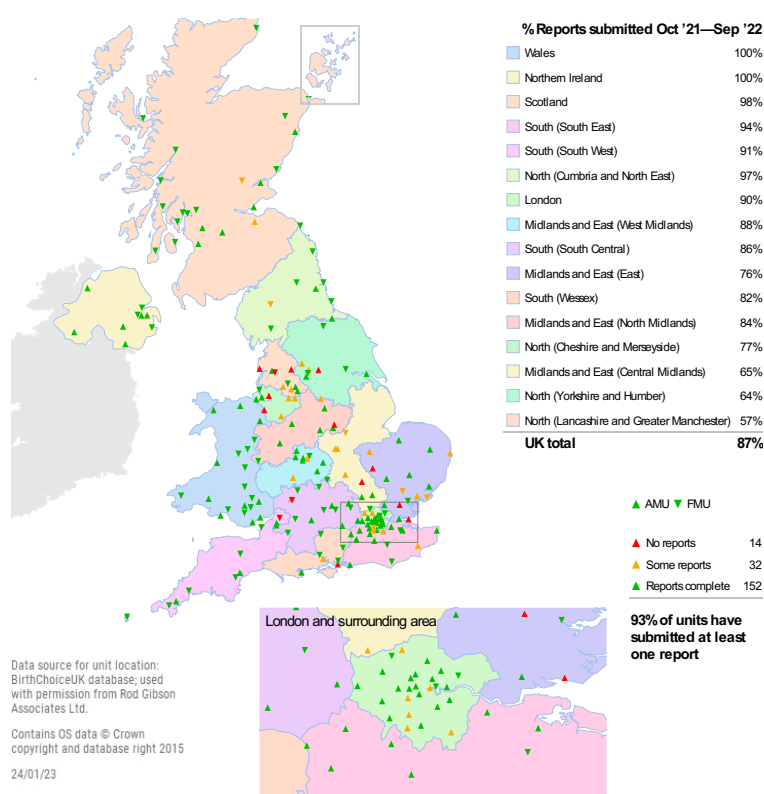 % Reports submitted Oct '21—Sep '22
Wales 100%
Northern Ireland 100%
Scotland 98%
South (South East) 94%
South (South West) 91%
North (Cumbria and North East) 97%
London 90%
Midlands and East (West Midlands) 88%
South (South Central) 86%
Midlands and East (East) 76%
South (Wessex) 82%
Midlands and East (North Midlands) 84%
North (Cheshire and Merseyside) 77%
Midlands and East (Central Midlands) 65%
North (Yorkshire and Humber) 64%
North (Lancashire and Greater Manchester) 57%
UK total 87%
AMU FMU
No reports 14
Some reports 32
Reports complete 152
93% of units have
submitted at least
one report
London and surrounding area
Data source for unit location:
BirthChoiceUK database; used
with permission from Rod Gibson
Associates Ltd.
Contains OS data © Crown
copyright and database right 2015
24/01/23